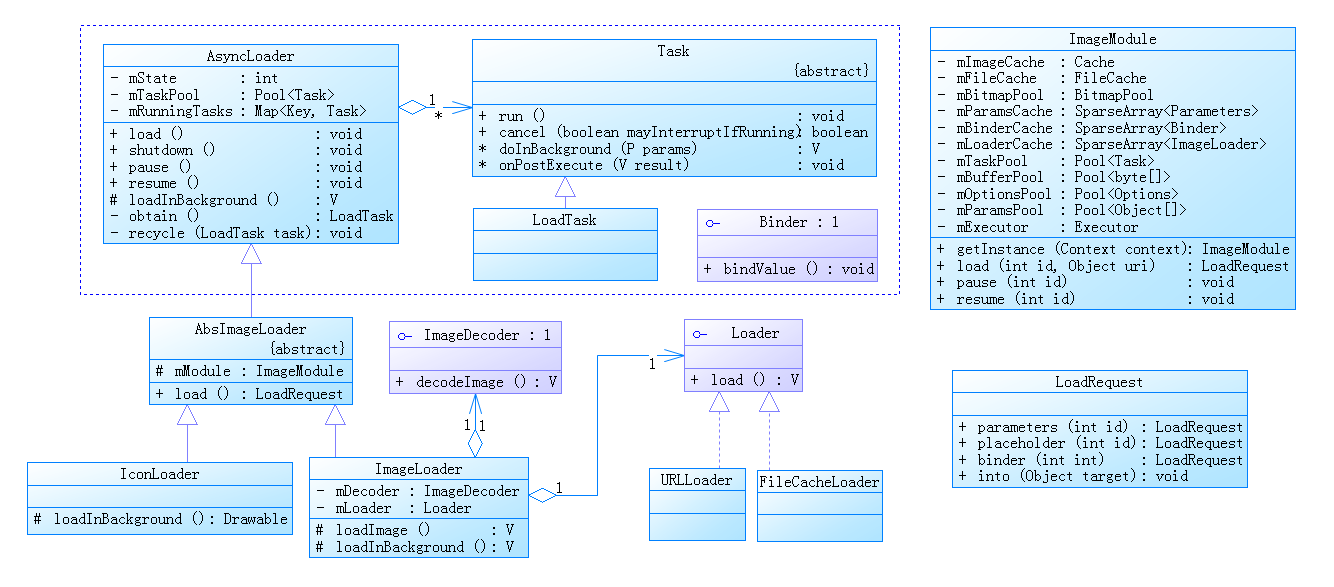 AsyncLoader
- mState : int
- mTaskPool : Pool<Task>
- mRunningTasks : Map<Key, Task>
+ load () : void
+ shutdown () : void
+ pause () : void
+ resume () : void
# loadInBackground () : V
- obtain () : LoadTask
- recycle (LoadTask task) : void
1
*
Task
{abstract}
+ run () : void
+ cancel (boolean mayInterruptIfRunning) : boolean
* doInBackground (P params) : V
* onPostExecute (V result) : void
LoadTask
Binder : 1
+ bindValue () : void
ImageModule
- mImageCache : Cache
- mFileCache : FileCache
- mBitmapPool : BitmapPool
- mParamsCache : SparseArray<Parameters>
- mBinderCache : SparseArray<Binder>
- mLoaderCache : SparseArray<ImageLoader>
- mTaskPool : Pool<Task>
- mBufferPool : Pool<byte[]>
- mOptionsPool : Pool<Options>
- mParamsPool : Pool<Object[]>
- mExecutor : Executor
+ getInstance (Context context) : ImageModule
+ load (int id, Object uri) : LoadRequest
+ pause (int id) : void
+ resume (int id) : void
AbsImageLoader
{abstract}
# mModule : ImageModule
+ load () : LoadRequest
ImageDecoder : 1
+ decodeImage () : V
Loader
+ load () : V
1
1
1
1
IconLoader
# loadInBackground () : Drawable
ImageLoader
- mDecoder : ImageDecoder
- mLoader : Loader
# loadImage () : V
# loadInBackground () : V
URLLoader
FileCacheLoader
LoadRequest
+ parameters (int id) : LoadRequest
+ placeholder (int id) : LoadRequest
+ binder (int int) : LoadRequest
+ into (Object target) : void